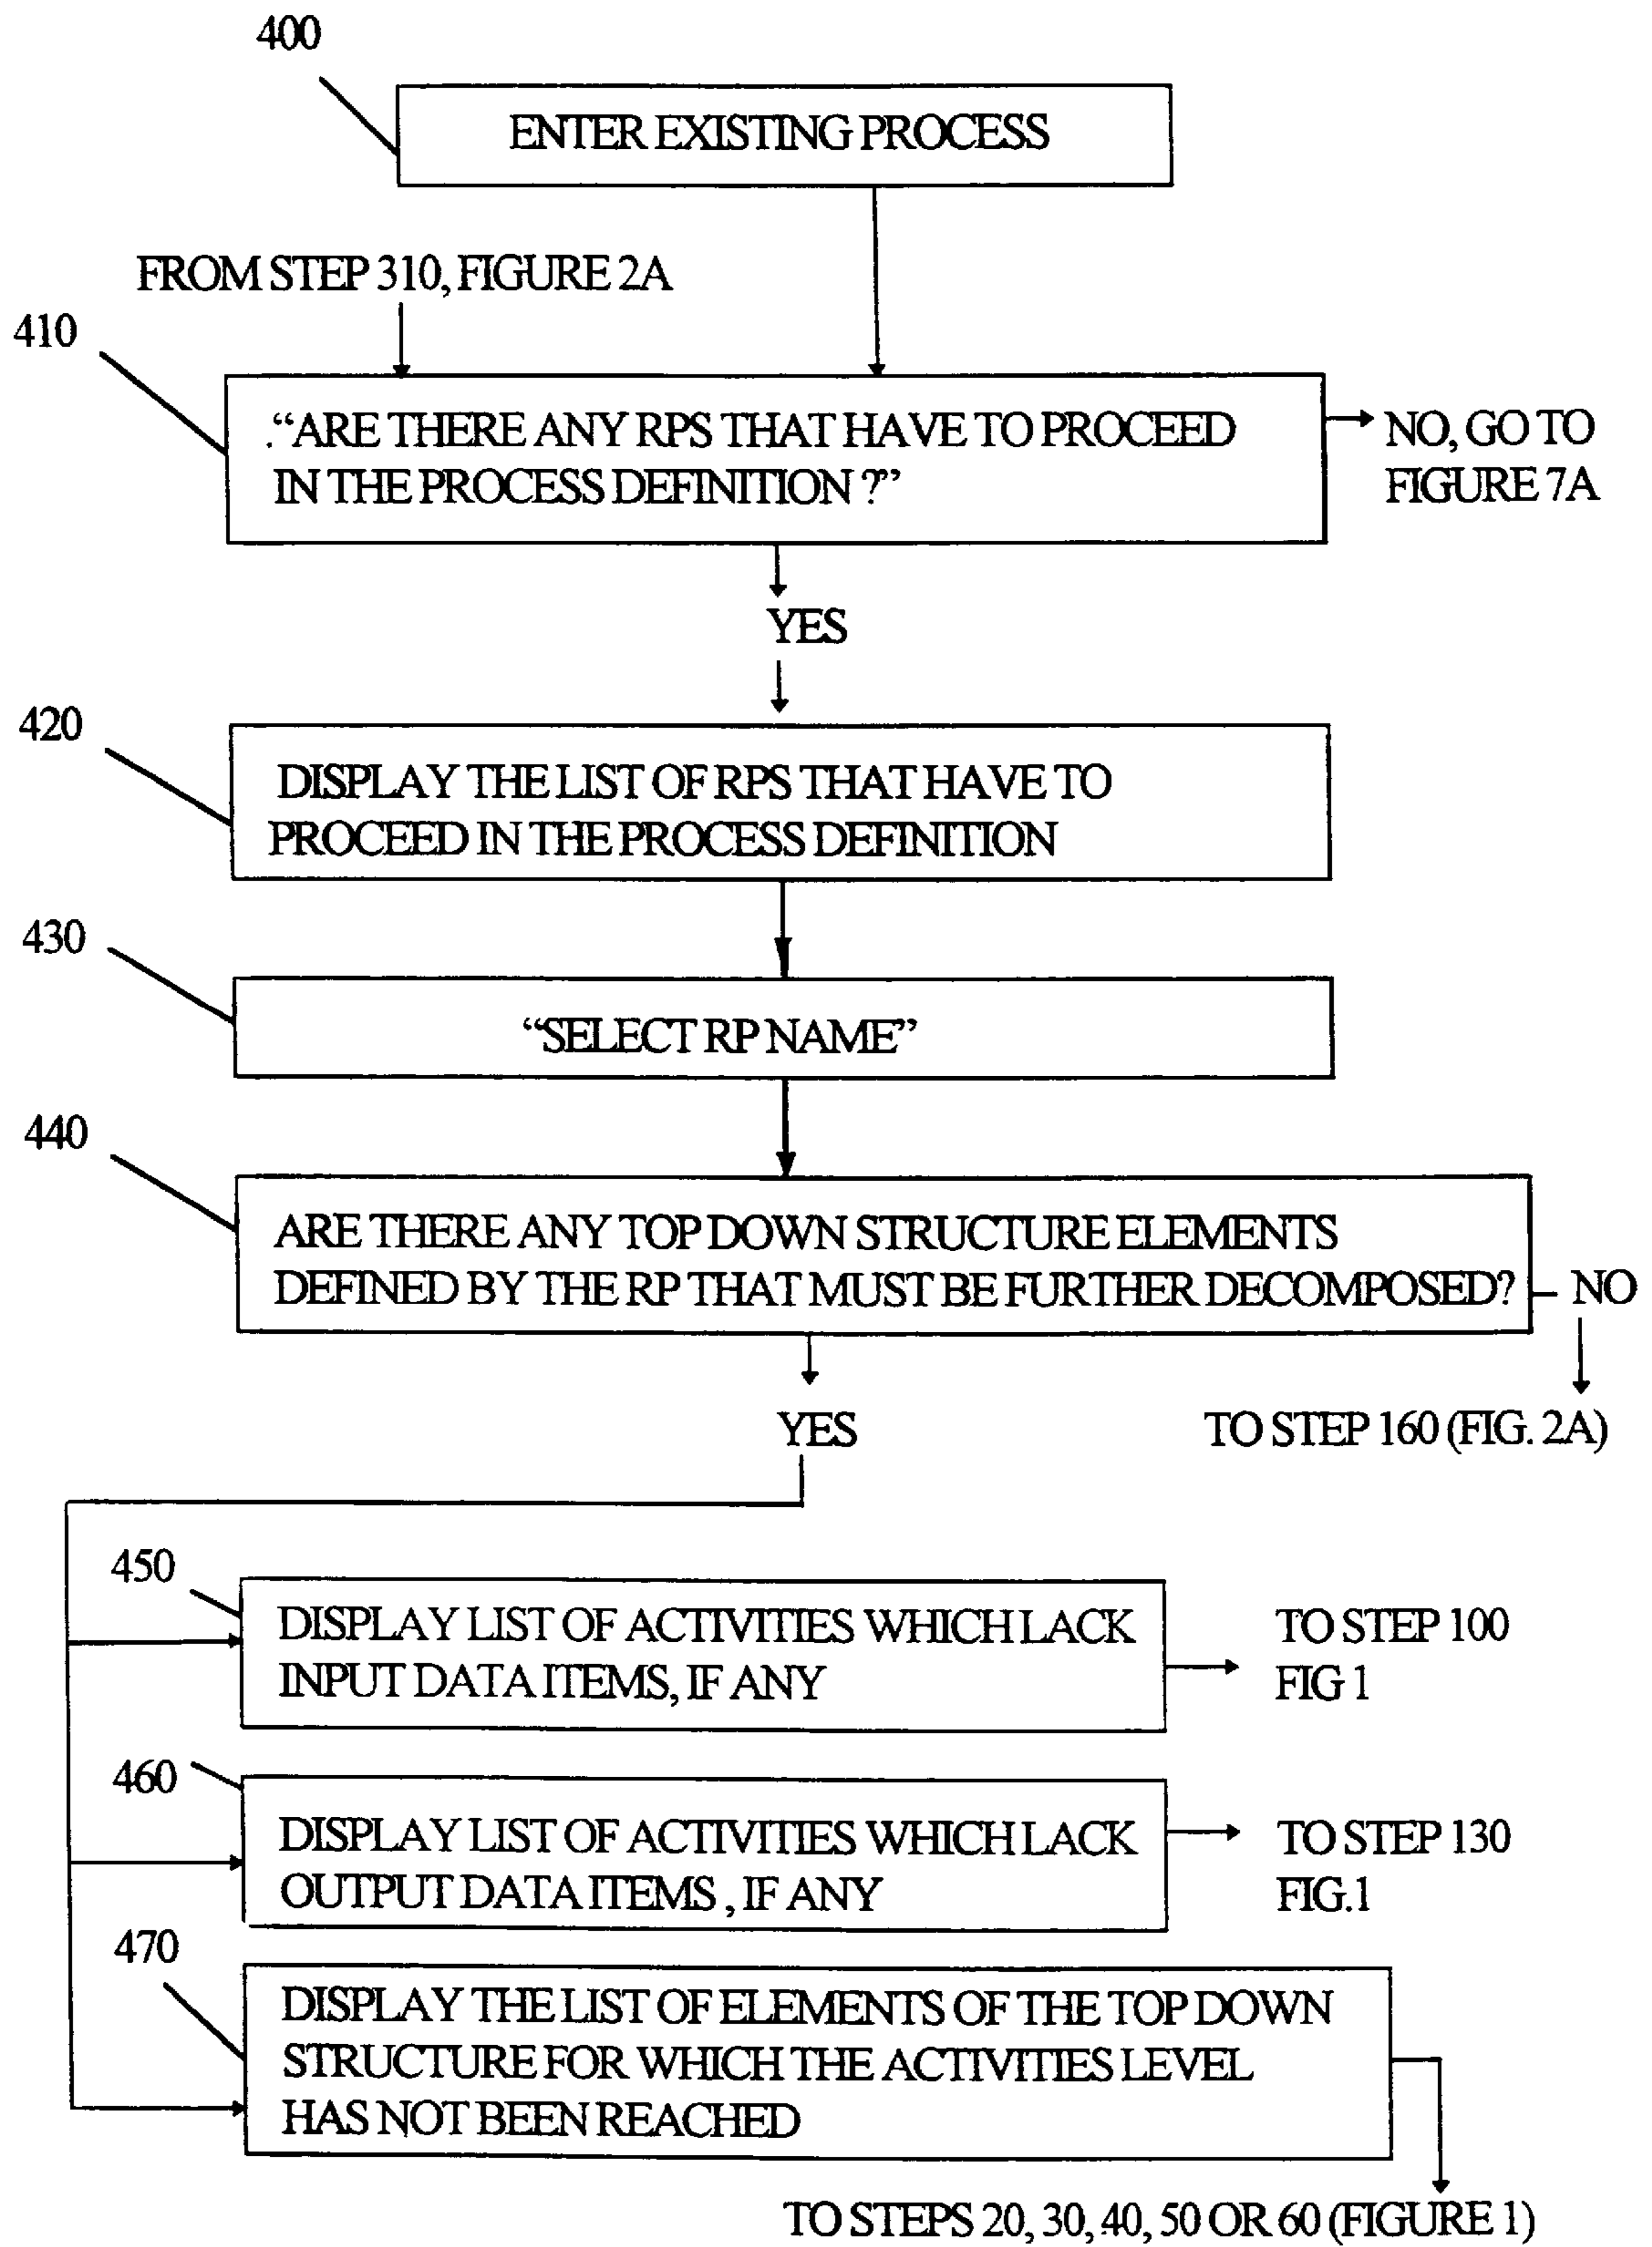 400
ENTER EXISTING PROCESS
FROM STEP 310, FIGURE 2A
410
.“ARE THERE ANY RPS THAT HAVE TO PROCEED
IN THE PROCESS DEFINITION ?”
NO, GO TO
FIGURE 7A
YES
420
DISPLAY THE LIST OF RPS THAT HAVE TO
PROCEED IN THE PROCESS DEFINITION
430
“SELECT RP NAME”
440
ARE THERE ANY TOP DOWN STRUCTURE ELEMENTS
DEFINED BY THE RP THAT MUST BE FURTHER DECOMPOSED?
NO
YES
TO STEP 160 (FIG. 2A)
450
DISPLAY LIST OF ACTIVITIES WHICH LACK
INPUT DATA ITEMS, IF ANY
TO STEP 100
FIG 1
460
DISPLAY LIST OF ACTIVITIES WHICH LACK
OUTPUT DATA ITEMS , IF ANY
TO STEP 130
FIG.1
470
DISPLAY THE LIST OF ELEMENTS OF THE TOP DOWN
STRUCTURE FOR WHICH THE ACTIVITIES LEVEL
HAS NOT BEEN REACHED
TO STEPS 20, 30, 40, 50 OR 60 (FIGURE 1)